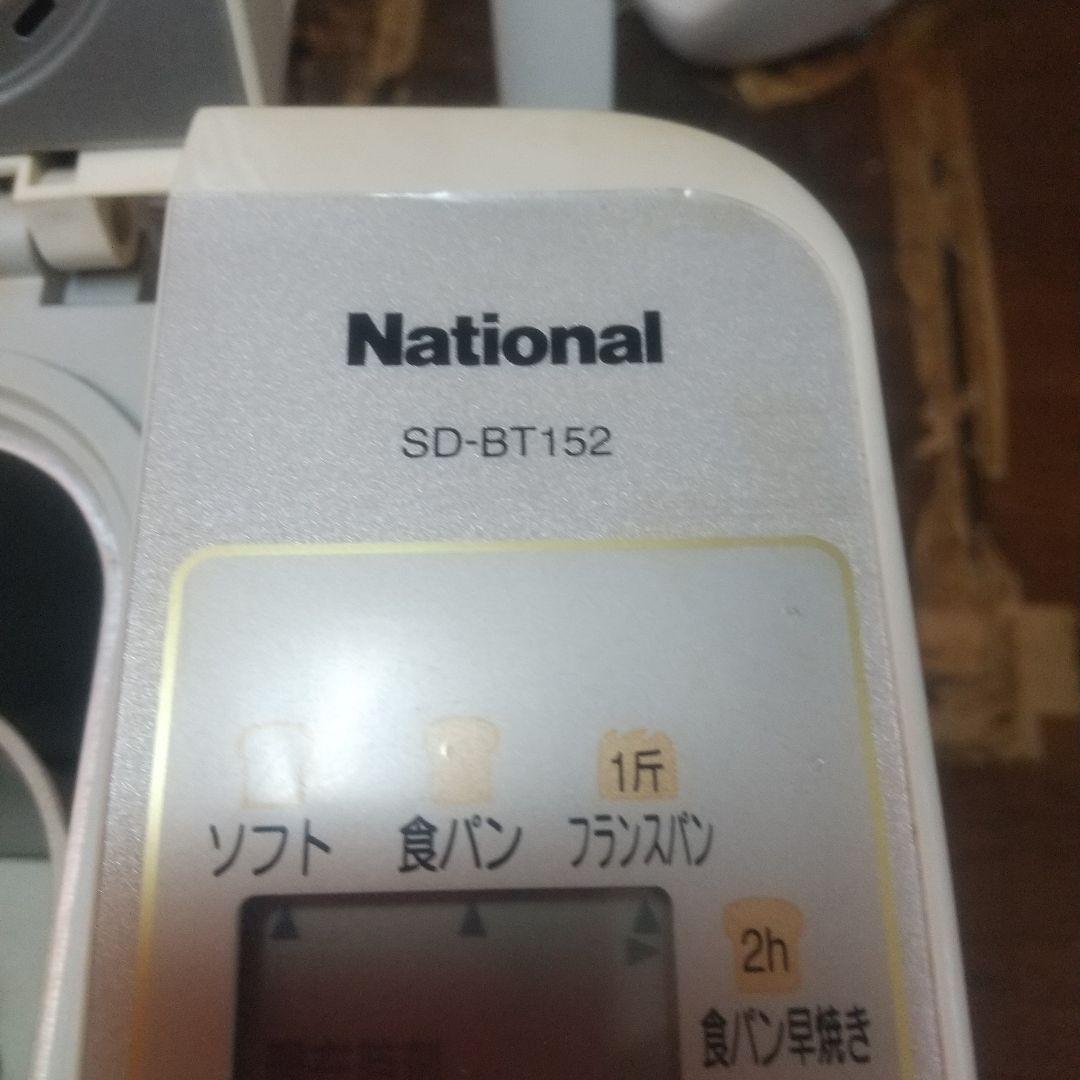 National
SD-BT152
1斤
ソフト 食パン フランスパン
2h
食パン早焼き